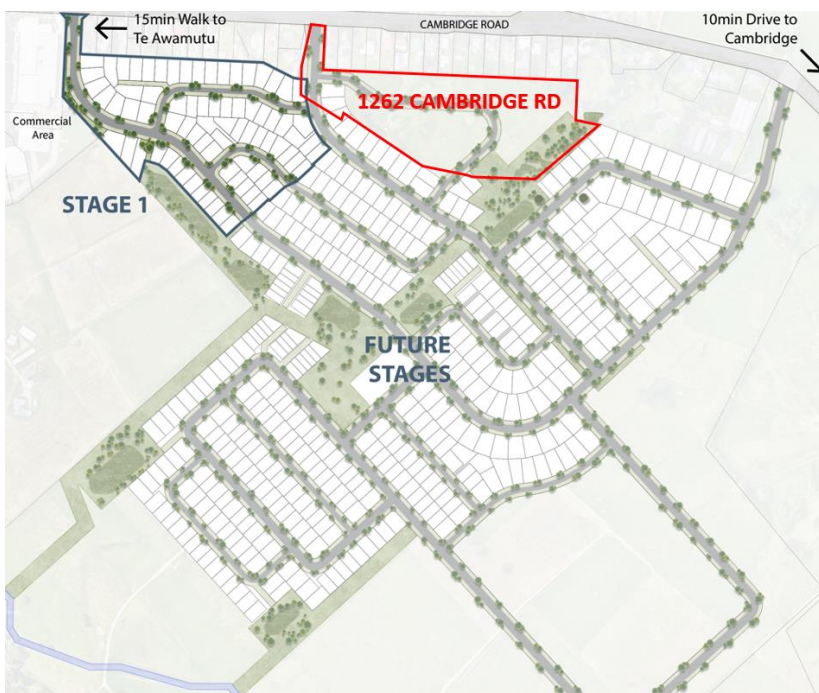 15min Walk to
Te Awamutu
CAMBRIDGE ROAD
10min Drive to
Cambridge
1262 CAMBRIDGE RD
Commercial
Area
STAGE 1
FUTURE
STAGES